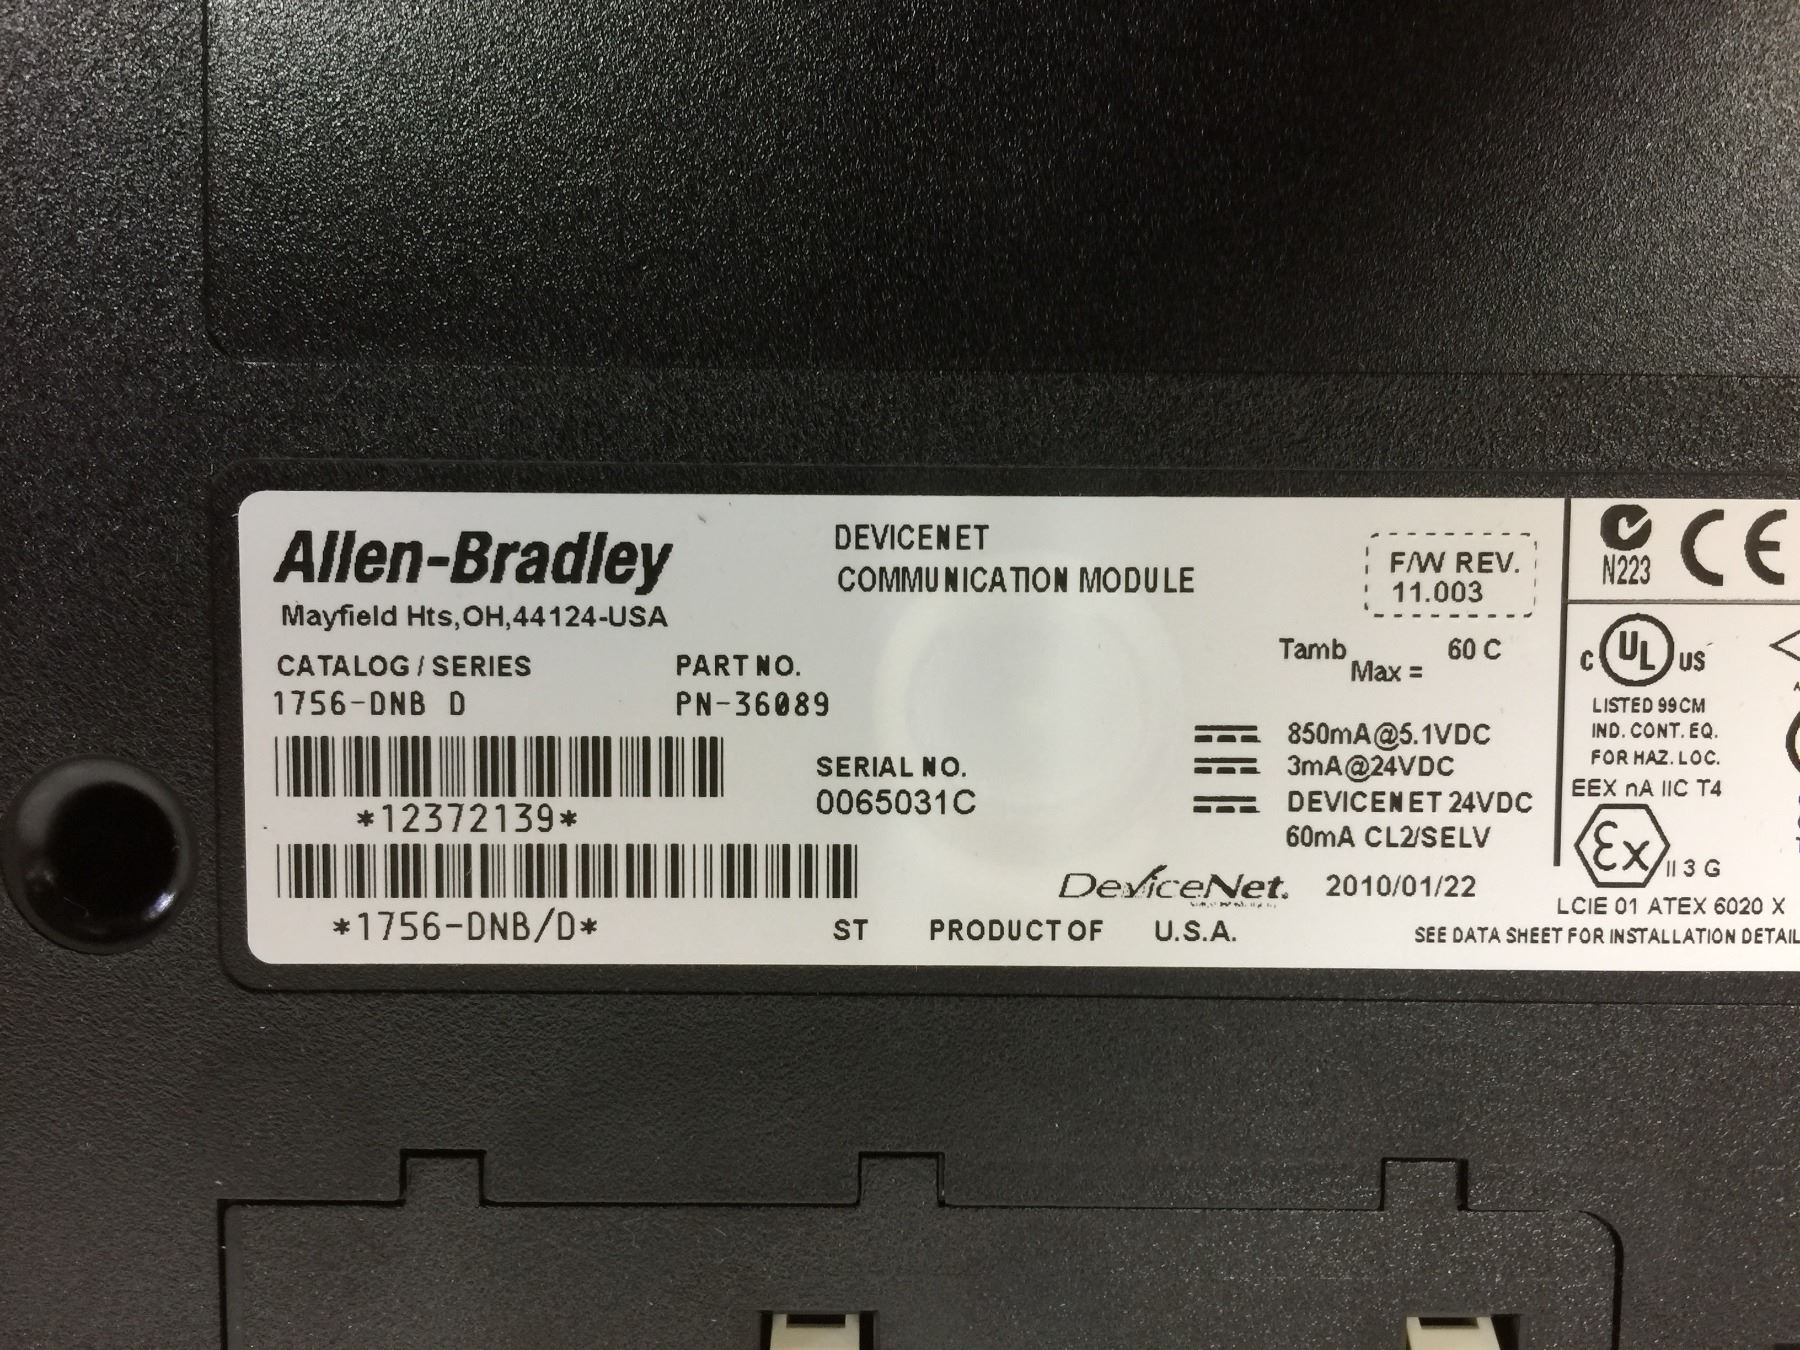 Allen-Bradley
Mayfield Hts,OH,44124-USA
CATALOG / SERIES
1756-DNB D
PART NO.
PN-36089
*12372139*
*1756-DNB/D*
DEVICENET
COMMUNICATION MODULE
SERIAL NO.
0065031C
F/W REV.
11.003
Tamb Max = 60 C
850mA@5.1VDC
3mA@24VDC
DEVICENET 24VDC
60mA CL2/SELV
DeviceNet. 2010/01/22
ST PRODUCT OF U.S.A.
N223 CE
C UL US
LISTED 99CM
IND. CONT. EQ.
FOR HAZ. LOC.
EEX nA IIC T4
Ex II 3 G
LCIE 01 ATEX 6020 X
SEE DATA SHEET FOR INSTALLATION DETAIL